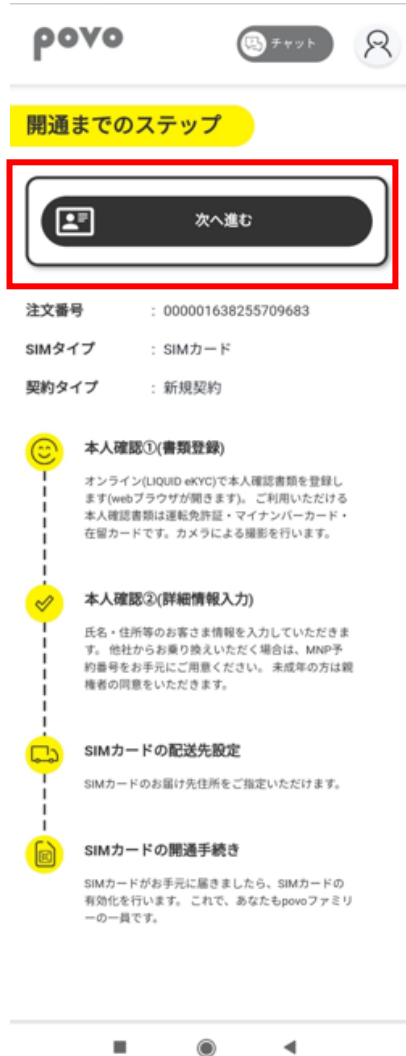 povo
チャット
開通までのステップ
次へ進む
注文番号 : 000001638255709683
SIMタイプ : SIMカード
契約タイプ : 新規契約
本人確認①(書類登録)
オンライン(LIQUID eKYC)で本人確認書類を登録し
ます(webブラウザが開きます)。 ご利用いただける
本人確認書類は運転免許証・マイナンバーカード・
在留カードです。カメラによる撮影を行います。
本人確認②(詳細情報入力)
氏名・住所等のお客さま情報を入力していただきま
す。 他社からお乗り換えいただく場合は、MNP予
約番号をお手元にご用意ください。 未成年の方は親
権者の同意をいただきます。
SIMカードの配送先設定
SIMカードのお届け先住所をご指定いただけます。
SIMカードの開通手続き
SIMカードがお手元に届きましたら、SIMカードの
有効化を行います。 これで、あなたもpovoファミリ
ーの一員です。